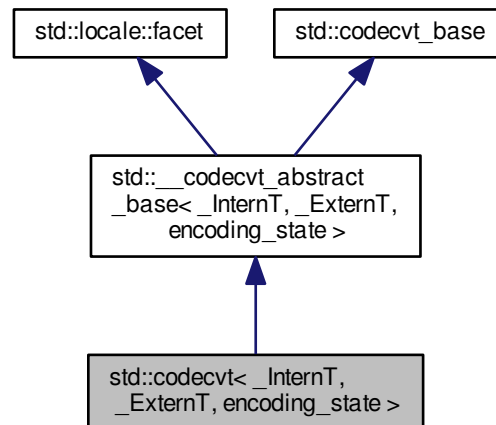 std::locale::facet
std::codecvt_base
std::__codecvt_abstract
_base< _InternT, _ExternT,
encoding_state >
std::codecvt< _InternT,
_ExternT, encoding_state >